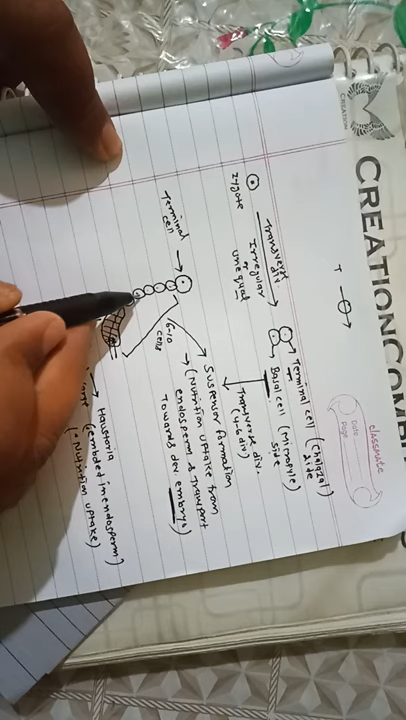 CREATION
CREATIONCOMP
classmate
Date
Page
T
Zygote
Transverse
div
Irregular
or
unequal
Terminal cell (chalazal)
side
Basal cell (micropyle)
side
Transverse div.
(4-6 div)
Suspensor formation
→ (Nutrition uptake from
endosperm & Transport
Towards dev. embryo)
Terminal
cell
6-10
cells
→ Haustoria
(embded in endosperm)
Nutrition uptake)